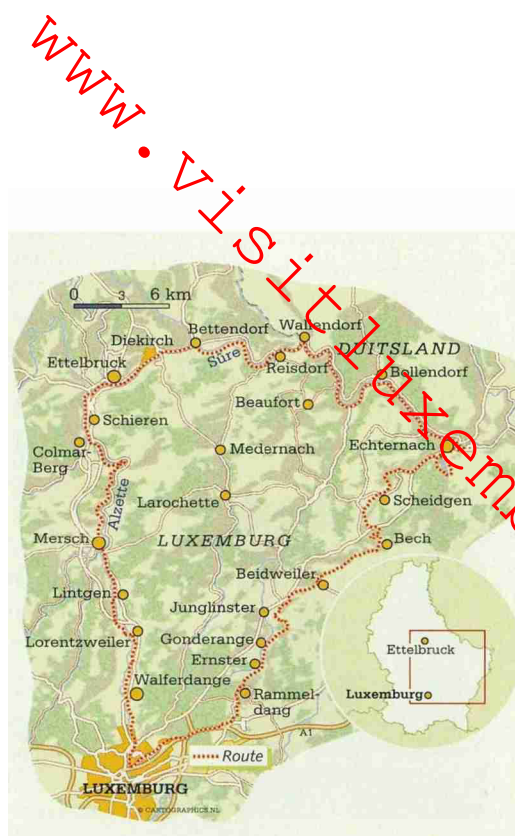 www.visitluxem
0 3 6 km
Bettendorf
Wallendorf
Diekirch
Sûre
DUITSLAND
Ettelbruck
Reisdorf
Bollendorf
Beaufort
Schieren
Echternach
Colmar-
Berg
Medernach
Alzette
Larochette
Scheidgen
Mersch
LUXEMBURG
Bech
Beidweiler
Lintgen
Junglinster
Lorentzweiler
Gonderange
Ernster
Ettelbruck
Walferdange
Rammel-
dang
Luxemburg
A1
Route
LUXEMBURG
© CARTOGRAPHICS.NL